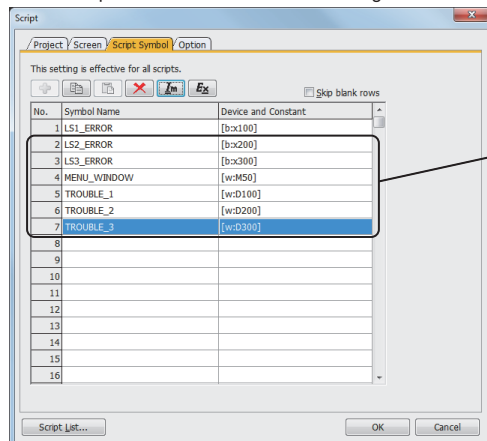 Script
Project Screen Script Symbol Option
This setting is effective for all scripts.
Im Ex Skip blank rows
No. Symbol Name Device and Constant
1 LS1_ERROR [b:x100]
2 LS2_ERROR [b:x200]
3 LS3_ERROR [b:x300]
4 MENU_WINDOW [w:M50]
5 TROUBLE_1 [w:D100]
6 TROUBLE_2 [w:D200]
7 TROUBLE_3 [w:D300]
8
9
10
11
12
13
14
15
16
Script List... OK Cancel